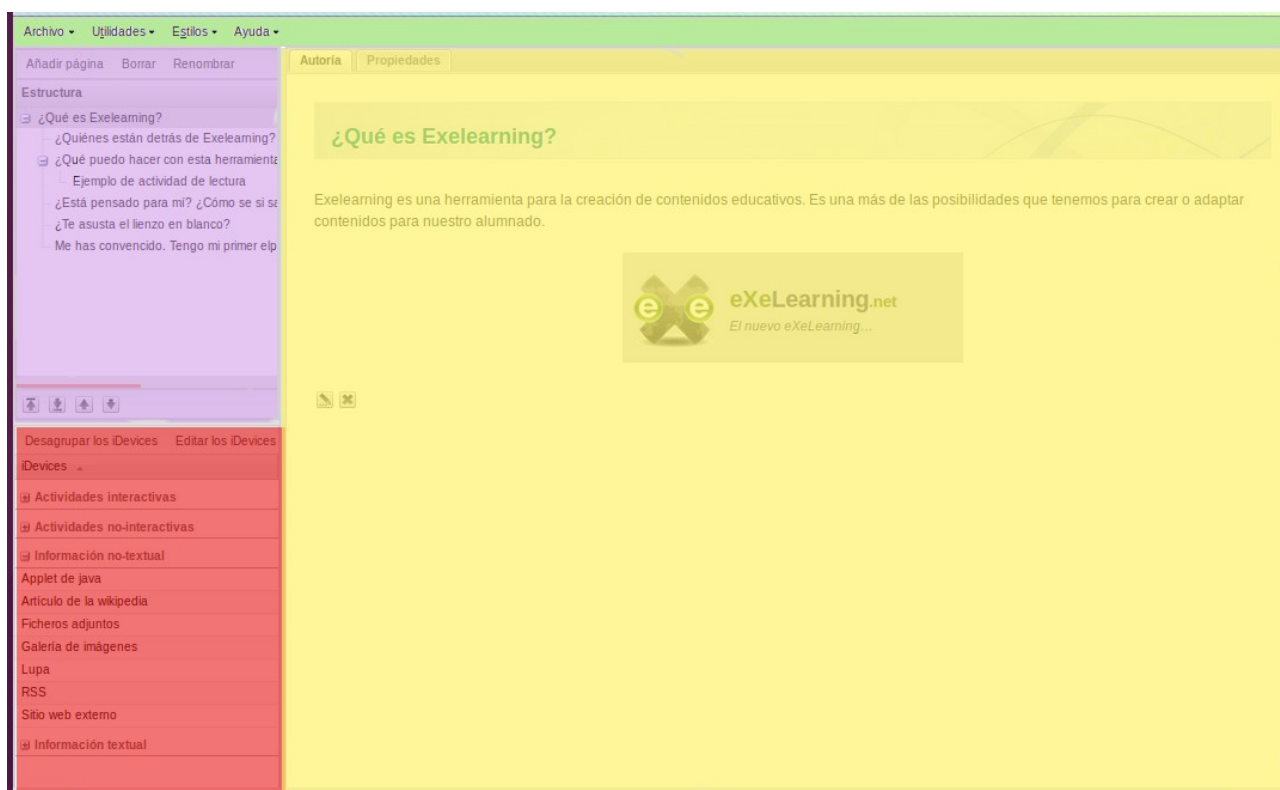 Archivo Utilidades Estilos Ayuda
Añadir página Borrar Renombrar
Estructura
¿Qué es Exelearning?
¿Quiénes están detrás de Exelearning?
¿Qué puedo hacer con esta herramienta
Ejemplo de actividad de lectura
¿Está pensado para mí? ¿Cómo se si sa
¿Te asusta el lienzo en blanco?
Me has convencido. Tengo mi primer elp
Desagrupar los iDevices Editar los iDevices
iDevices
Actividades interactivas
Actividades no-interactivas
Información no-textual
Applet de java
Artículo de la wikipedia
Ficheros adjuntos
Galería de imágenes
Lupa
RSS
Sitio web externo
Información textual
Autoría Propiedades
¿Qué es Exelearning?
Exelearning es una herramienta para la creación de contenidos educativos. Es una más de las posibilidades que tenemos para crear o adaptar
contenidos para nuestro alumnado.
e e
eXeLearning.net
El nuevo eXeLearning...